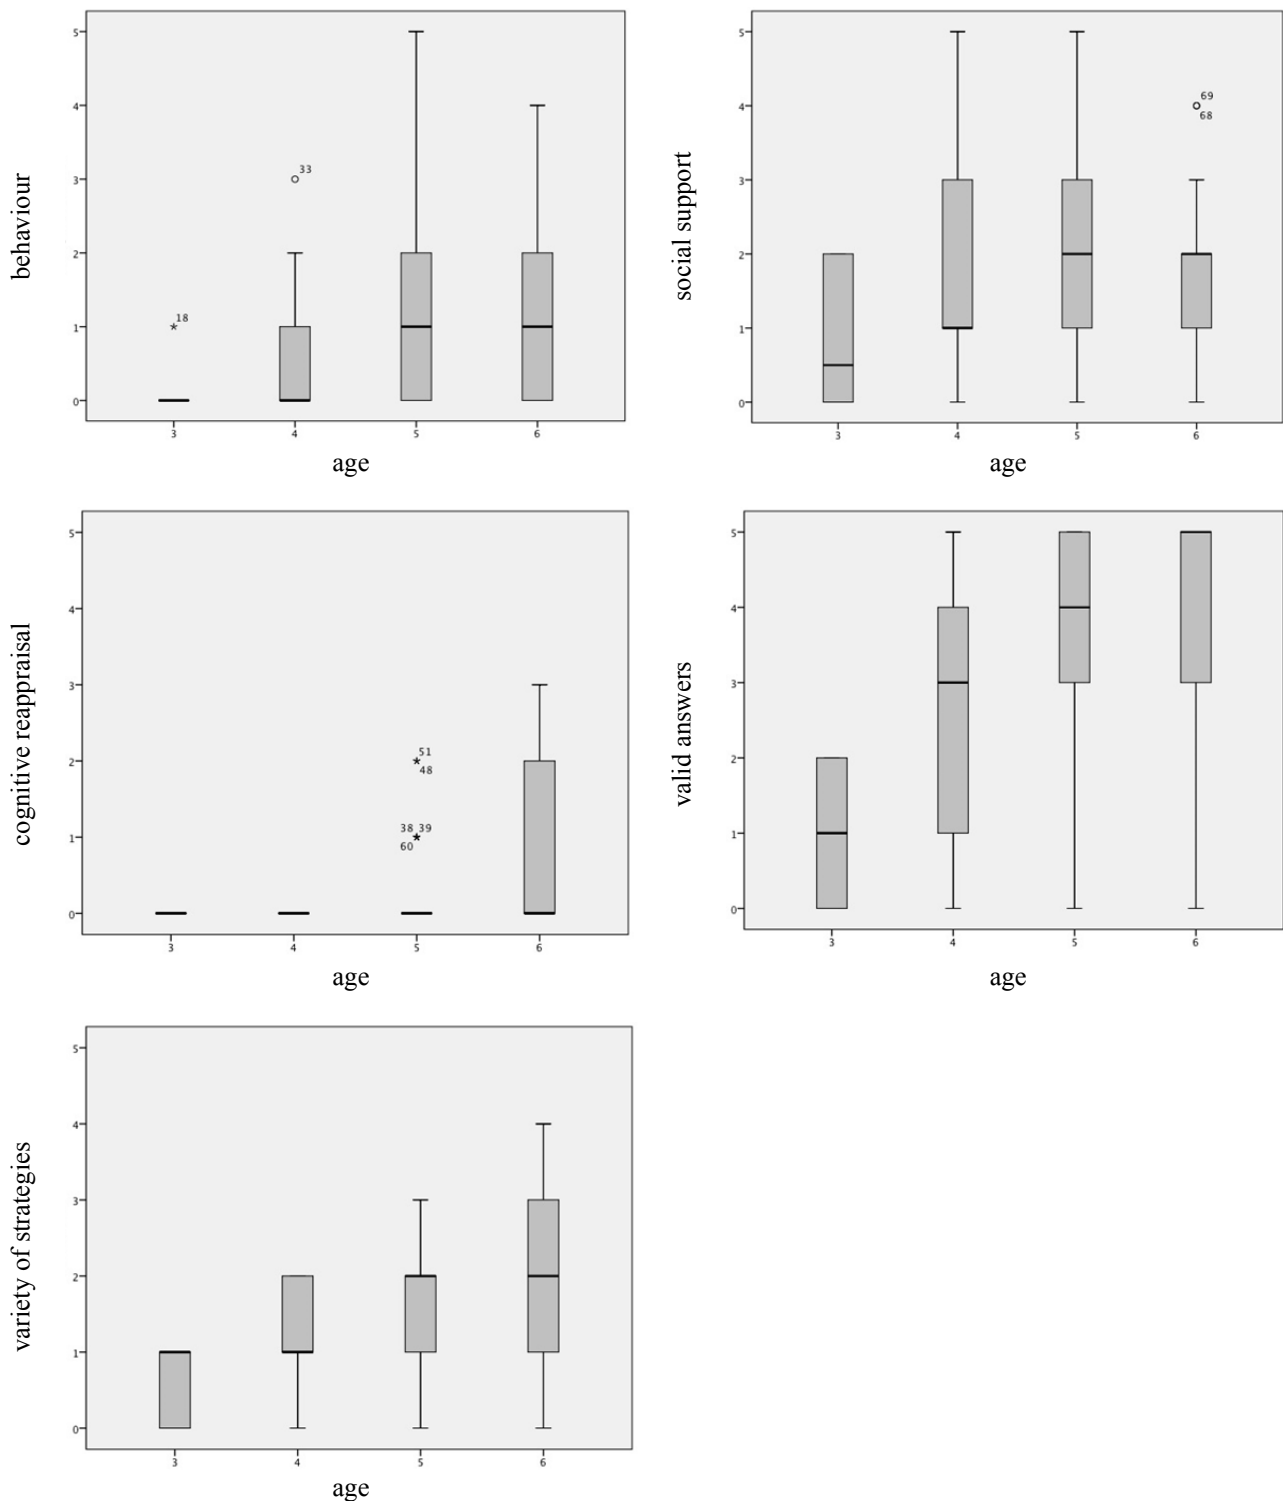 behaviour
5
4
3
2
1
0
33
18
3 4 5 6
age
social support
5
4
3
2
1
0
69
68
3 4 5 6
age
cognitive reappraisal
5
4
3
2
1
0
51
48
38 39
60
3 4 5 6
age
valid answers
5
4
3
2
1
0
3 4 5 6
age
variety of strategies
5
4
3
2
1
0
3 4 5 6
age